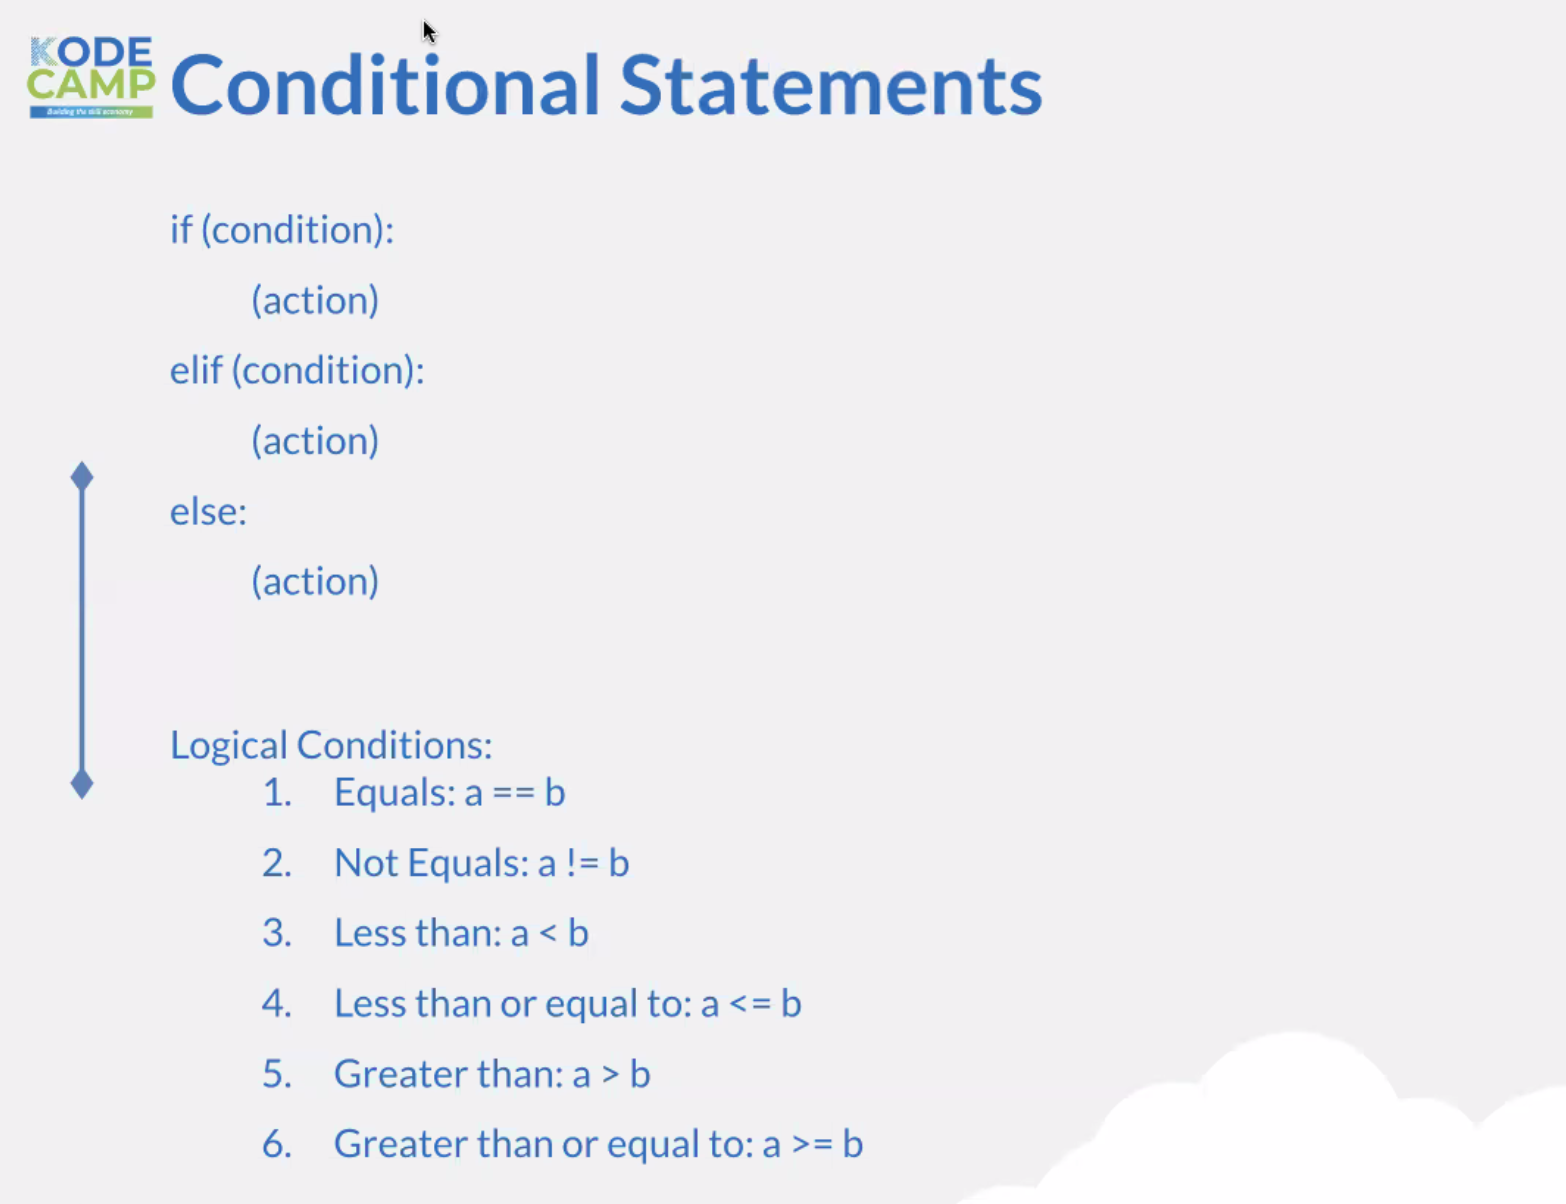 KODE
CAMP
Building the skill economy
Conditional Statements
if (condition):
(action)
elif (condition):
(action)
else:
(action)
Logical Conditions:
1. Equals: a == b
2. Not Equals: a != b
3. Less than: a < b
4. Less than or equal to: a <= b
5. Greater than: a > b
6. Greater than or equal to: a >= b